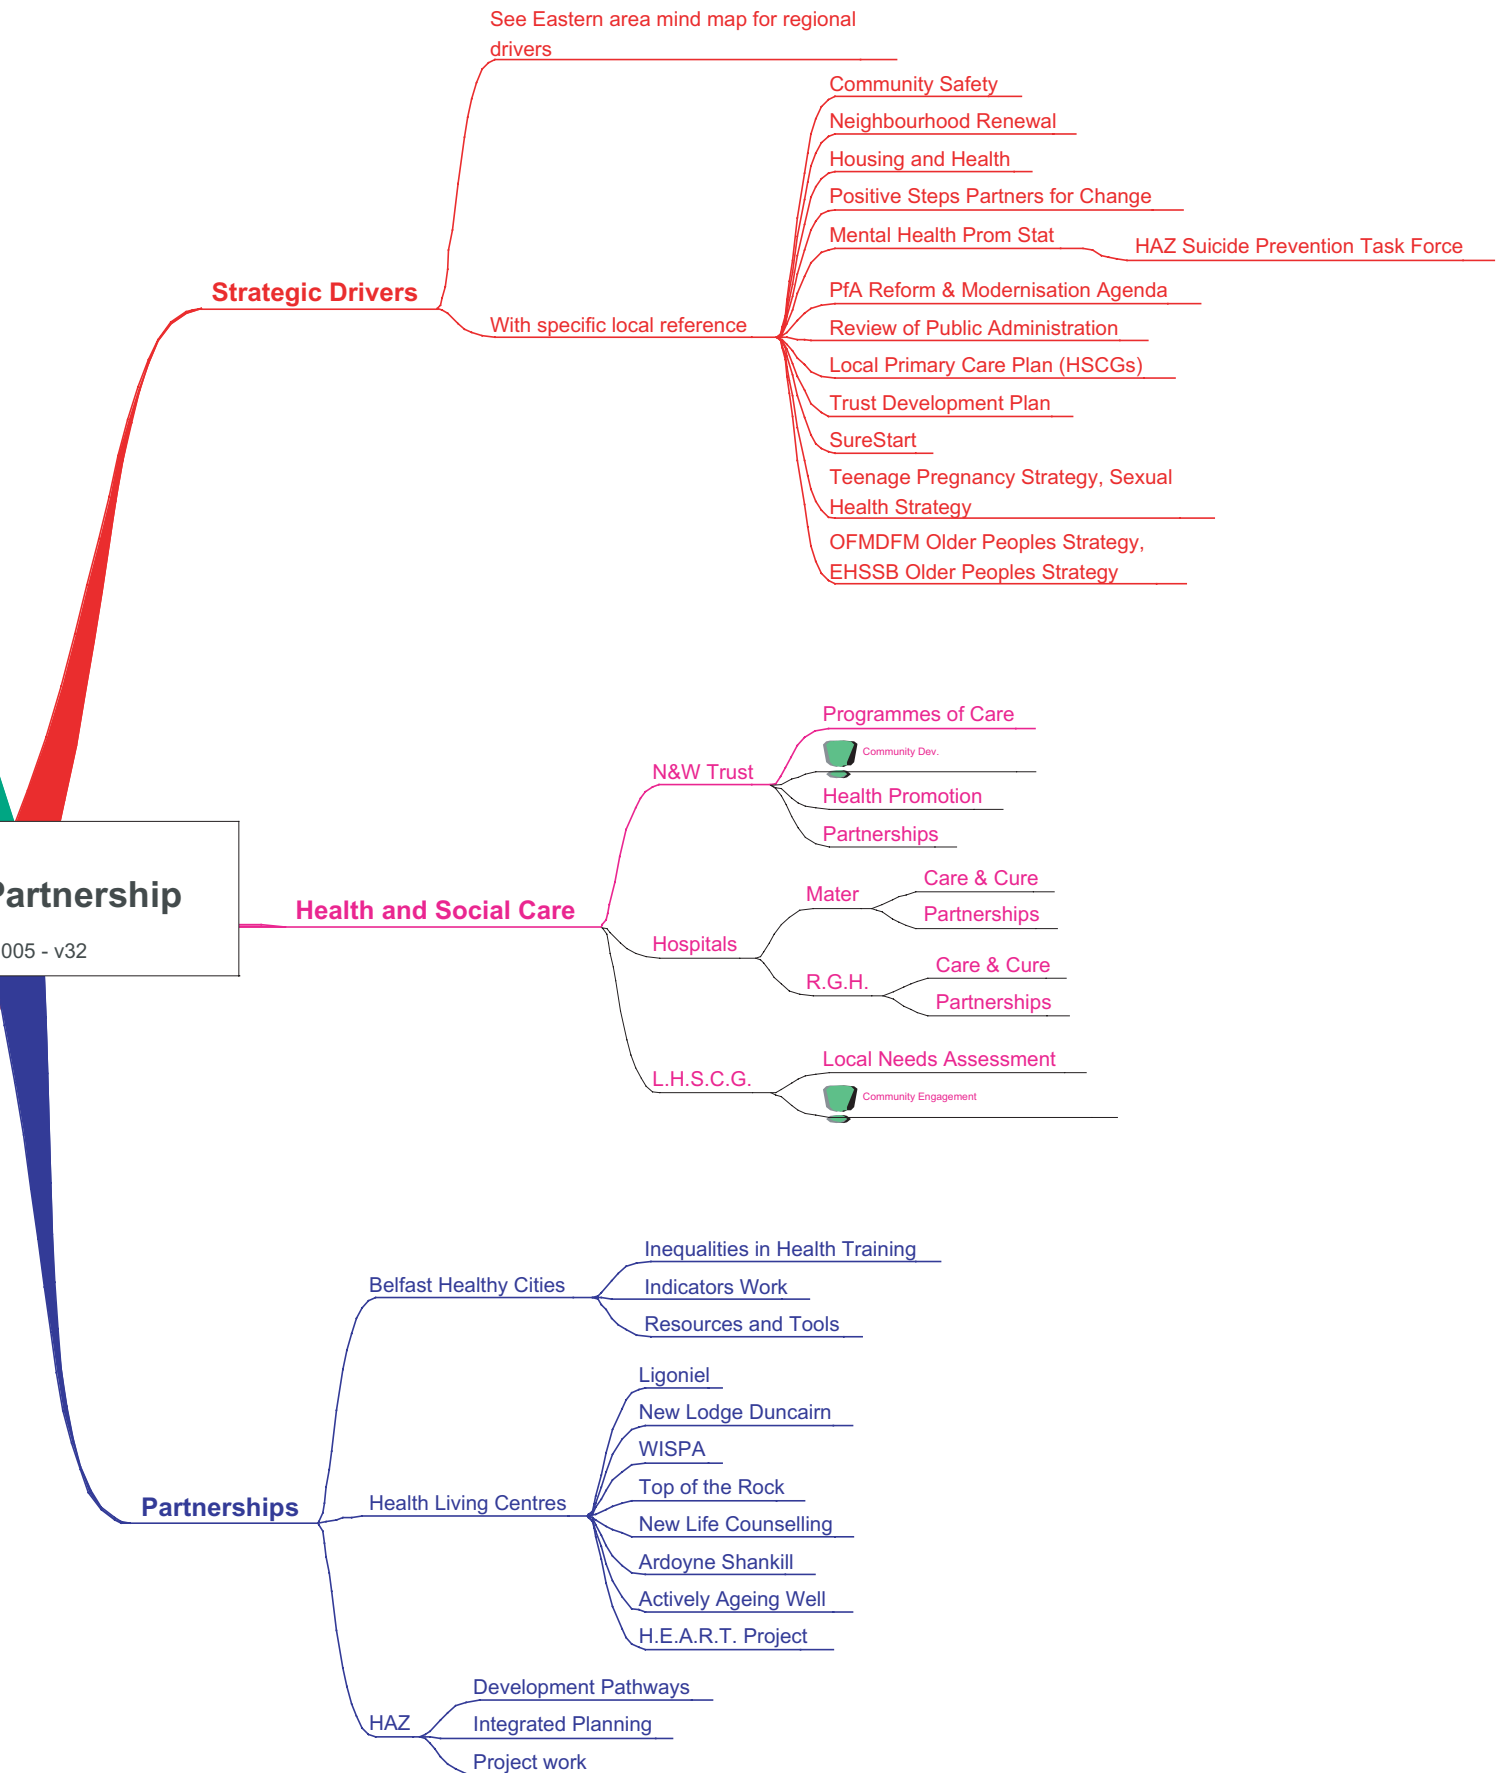 See Eastern area mind map for regional
drivers
Community Safety
Neighbourhood Renewal
Housing and Health
Positive Steps Partners for Change
Mental Health Prom Stat
HAZ Suicide Prevention Task Force
PfA Reform & Modernisation Agenda
Strategic Drivers
With specific local reference
Review of Public Administration
Local Primary Care Plan (HSCGs)
Trust Development Plan
SureStart
Teenage Pregnancy Strategy, Sexual
Health Strategy
OFMDFM Older Peoples Strategy,
EHSSB Older Peoples Strategy
Programmes of Care
Community Dev.
N&W Trust
Health Promotion
Partnerships
Partnership
005 - v32
Health and Social Care
Care & Cure
Mater
Partnerships
Hospitals
Care & Cure
R.G.H.
Partnerships
Local Needs Assessment
L.H.S.C.G.
Community Engagement
Inequalities in Health Training
Belfast Healthy Cities
Indicators Work
Resources and Tools
Ligoniel
New Lodge Duncairn
WISPA
Top of the Rock
Partnerships
Health Living Centres
New Life Counselling
Ardoyne Shankill
Actively Ageing Well
H.E.A.R.T. Project
Development Pathways
HAZ
Integrated Planning
Project work